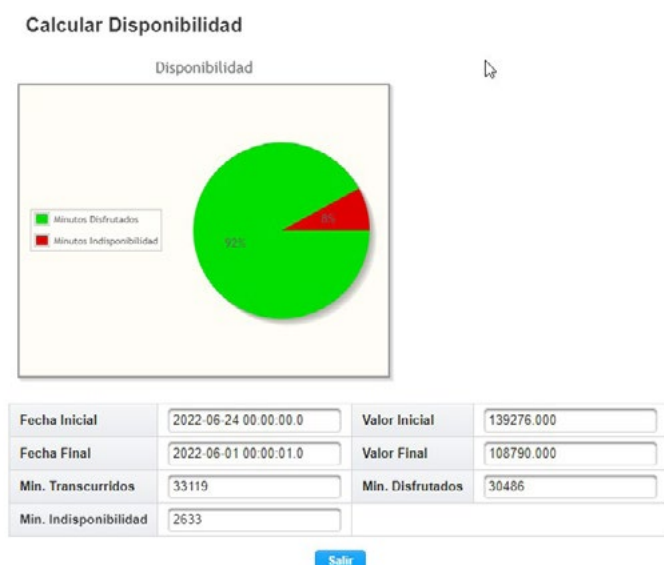 Calcular Disponibilidad
Disponibilidad
Minutos Disfrutados
Minutos Indisponibilidad
8%
92%
Fecha Inicial 2022-06-24 00:00:00.0 Valor Inicial 139276.000
Fecha Final 2022-06-01 00:00:01.0 Valor Final 108790.000
Min. Transcurridos 33119 Min. Disfrutados 30486
Min. Indisponibilidad 2633
Salir